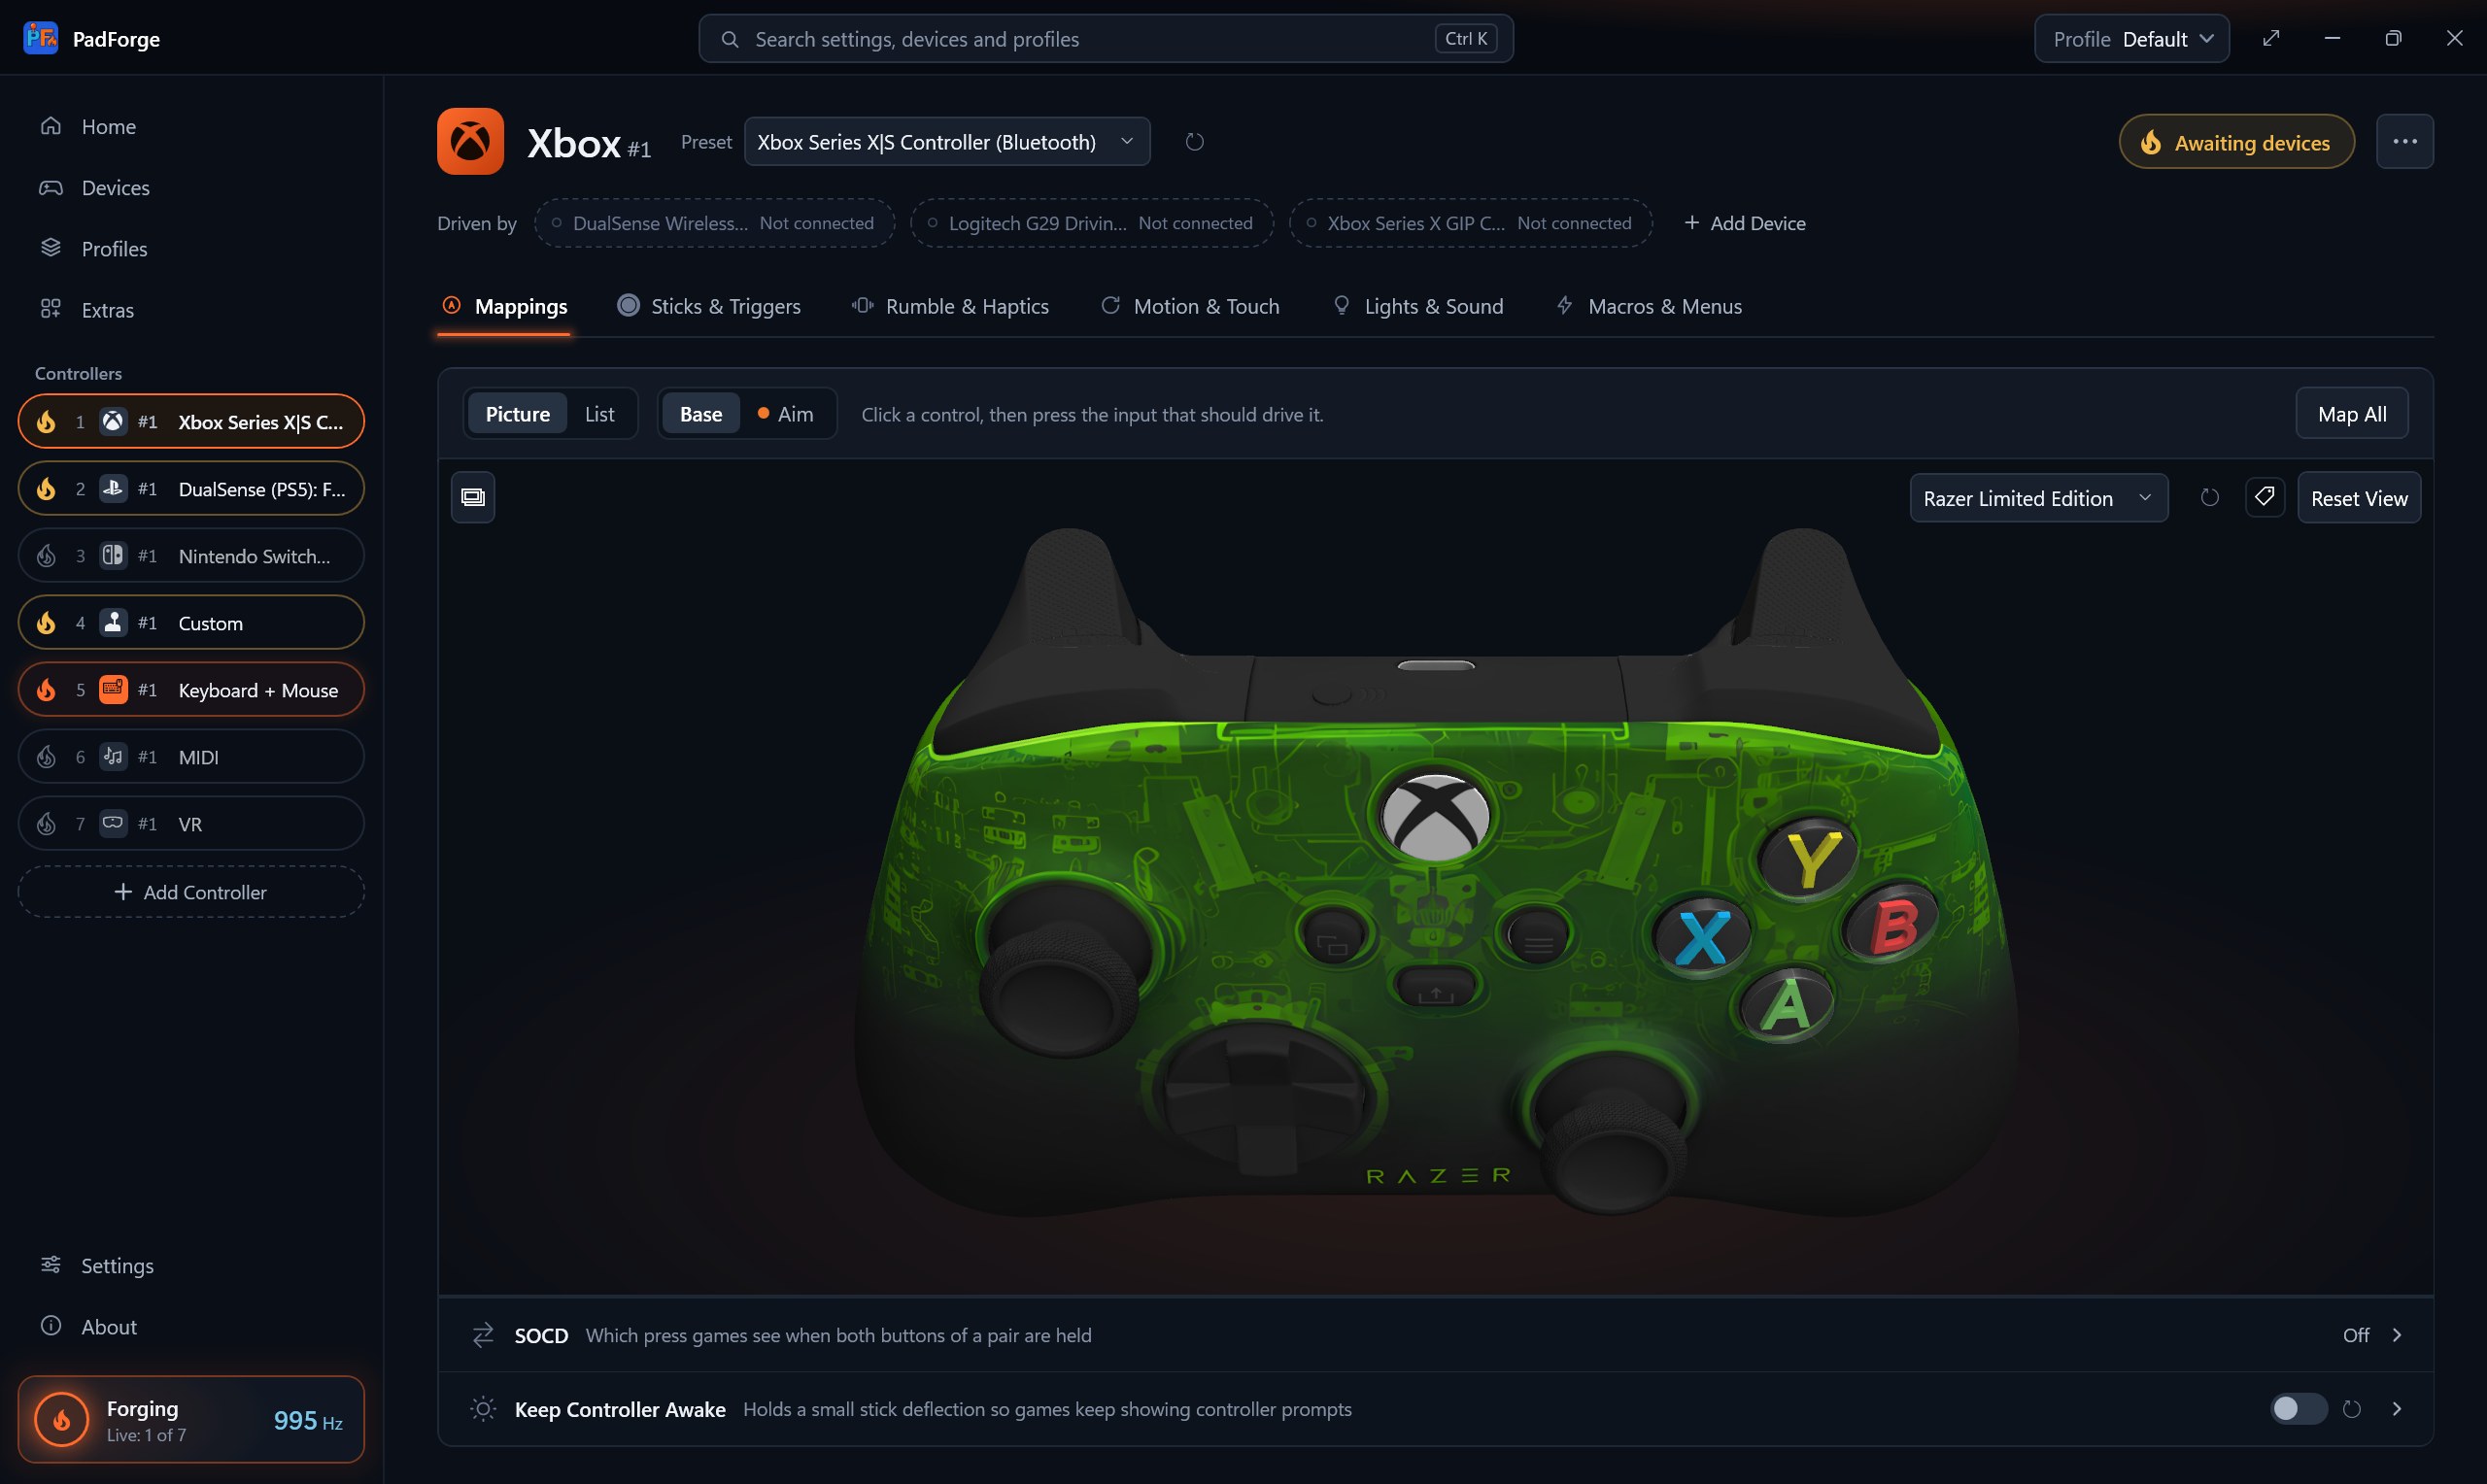 PadForge
Search settings, devices and profiles
Ctrl K
Profile Default
Home
Devices
Profiles
Extras
Controllers
1 #1 Xbox Series X|S C...
2 #1 DualSense (PS5): F...
3 #1 Nintendo Switch...
4 #1 Custom
5 #1 Keyboard + Mouse
6 #1 MIDI
7 #1 VR
+ Add Controller
Settings
About
Forging
Live: 1 of 7
995 Hz
Xbox #1
Preset
Xbox Series X|S Controller (Bluetooth)
Awaiting devices
Driven by
DualSense Wireless... Not connected
Logitech G29 Drivin... Not connected
Xbox Series X GIP C... Not connected
+ Add Device
Mappings
Sticks & Triggers
Rumble & Haptics
Motion & Touch
Lights & Sound
Macros & Menus
Picture
List
Base
Aim
Click a control, then press the input that should drive it.
Map All
Razer Limited Edition
Reset View
Y
X
B
A
RAZER
SOCD Which press games see when both buttons of a pair are held
Off
Keep Controller Awake Holds a small stick deflection so games keep showing controller prompts